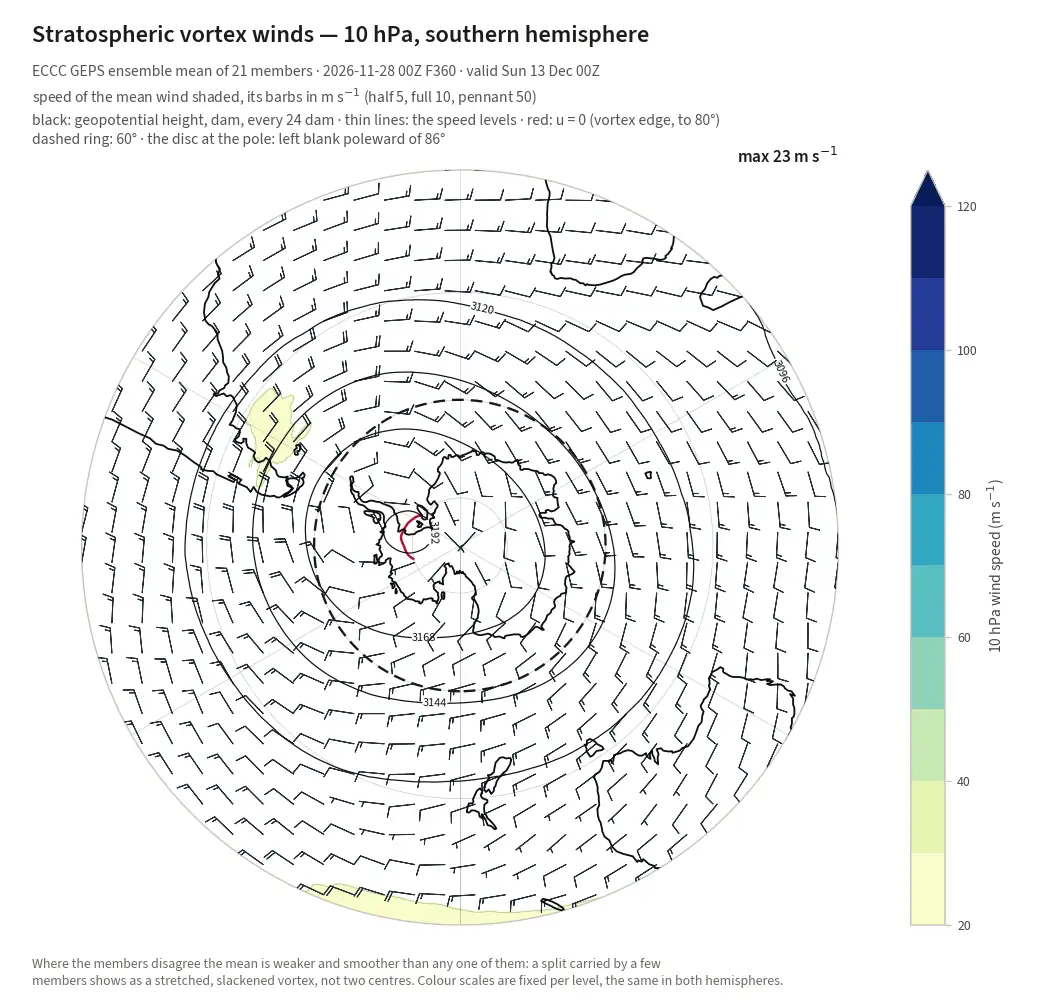 Stratospheric vortex winds — 10 hPa, southern hemisphere
ECCC GEPS ensemble mean of 21 members · 2026-11-28 00Z F360 · valid Sun 13 Dec 00Z
speed of the mean wind shaded, its barbs in m s⁻¹ (half 5, full 10, pennant 50)
black: geopotential height, dam, every 24 dam · thin lines: the speed levels · red: u = 0 (vortex edge, to 80°)
dashed ring: 60° · the disc at the pole: left blank poleward of 86°
max 23 m s⁻¹
120
100
80
60
40
20
10 hPa wind speed (m s⁻¹)
3120
3096
3192
3168
3144
Where the members disagree the mean is weaker and smoother than any one of them: a split carried by a few
members shows as a stretched, slackened vortex, not two centres. Colour scales are fixed per level, the same in both hemispheres.